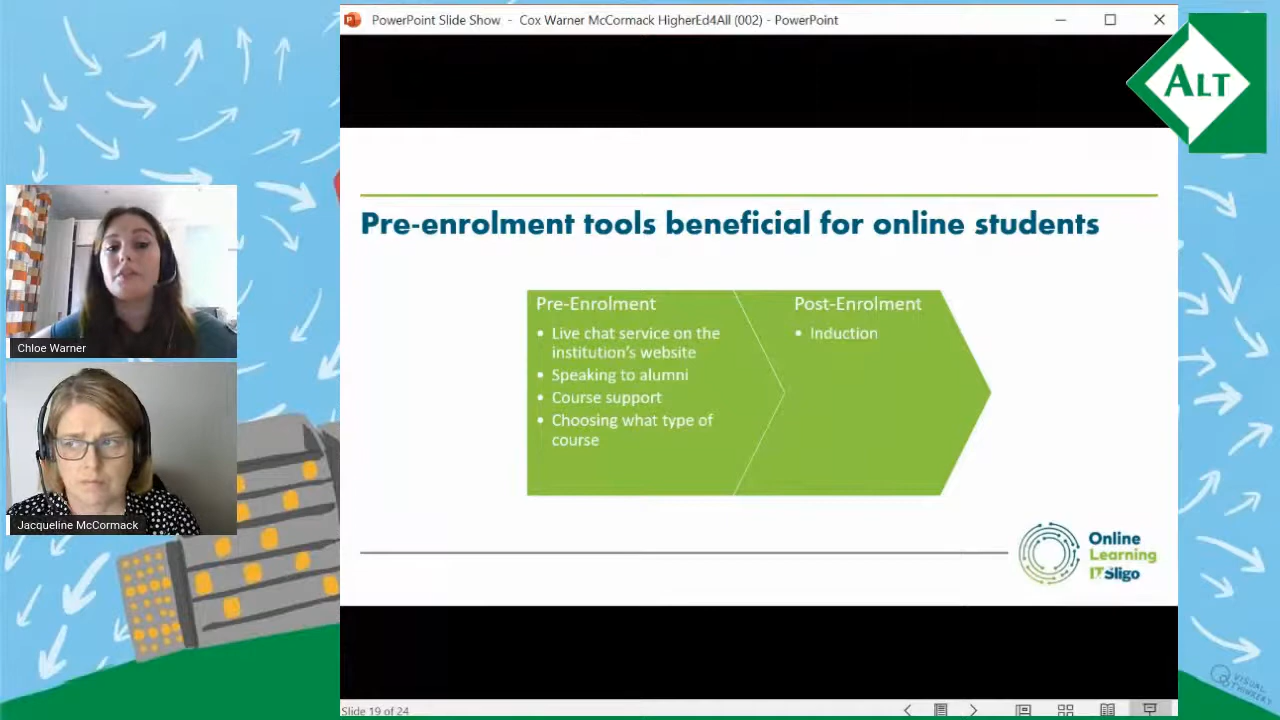 PowerPoint Slide Show - Cox Warner McCormack HigherEd4All (002) - PowerPoint
ALT
Pre-enrolment tools beneficial for online students
Pre-Enrolment
• Live chat service on the
institution's website
• Speaking to alumni
• Course support
• Choosing what type of
course
Post-Enrolment
• Induction
Chloe Warner
Jacqueline McCormack
Online
Learning
IT Sligo
Slide 19 of 24
VISUAL
THINKERY